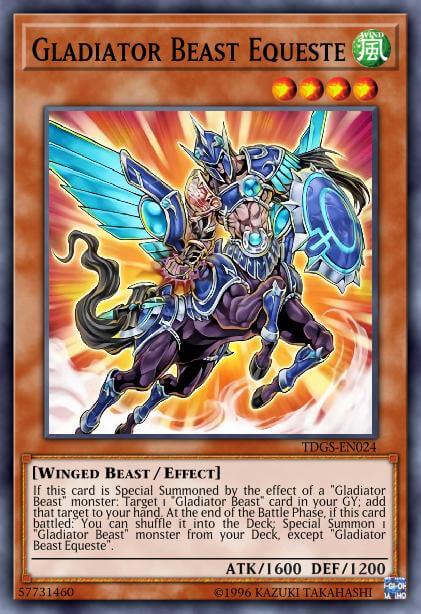 GLADIATOR BEAST EQUESTE
WIND
風
TDGS-EN024
[WINGED BEAST / EFFECT]
If this card is Special Summoned by the effect of a "Gladiator
Beast" monster: Target 1 "Gladiator Beast" card in your GY; add
that target to your hand. At the end of the Battle Phase, if this card
battled: You can shuffle it into the Deck; Special Summon 1
"Gladiator Beast" monster from your Deck, except "Gladiator
Beast Equeste".
ATK/1600 DEF/1200
57731460
©1996 KAZUKI TAKAHASHI